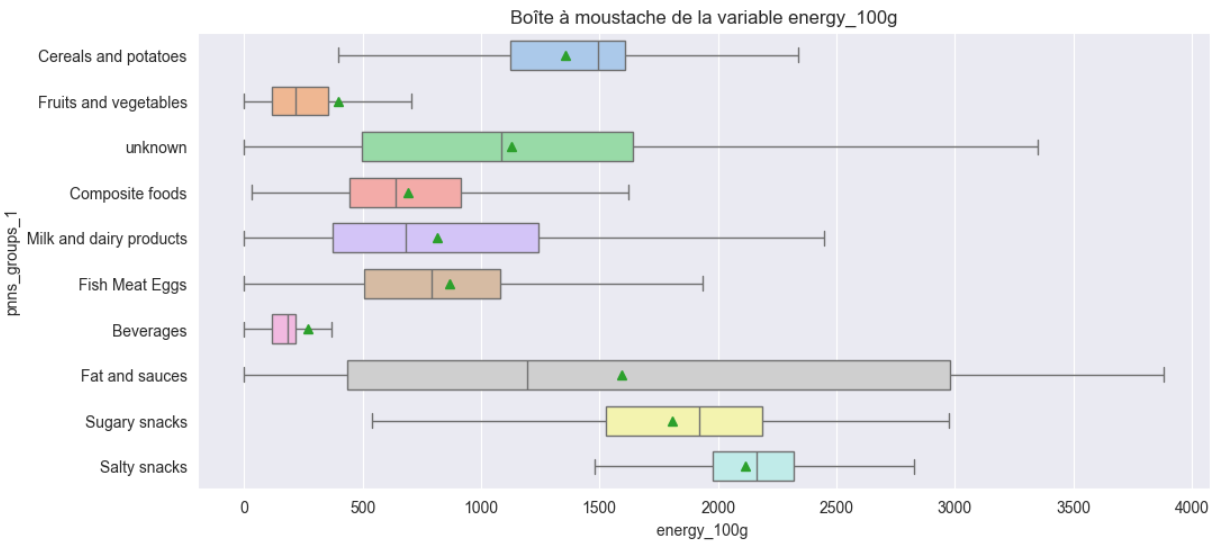 Boîte à moustache de la variable energy_100g
pnns_groups_1
Cereals and potatoes
Fruits and vegetables
unknown
Composite foods
Milk and dairy products
Fish Meat Eggs
Beverages
Fat and sauces
Sugary snacks
Salty snacks
0 500 1000 1500 2000 2500 3000 3500 4000
energy_100g